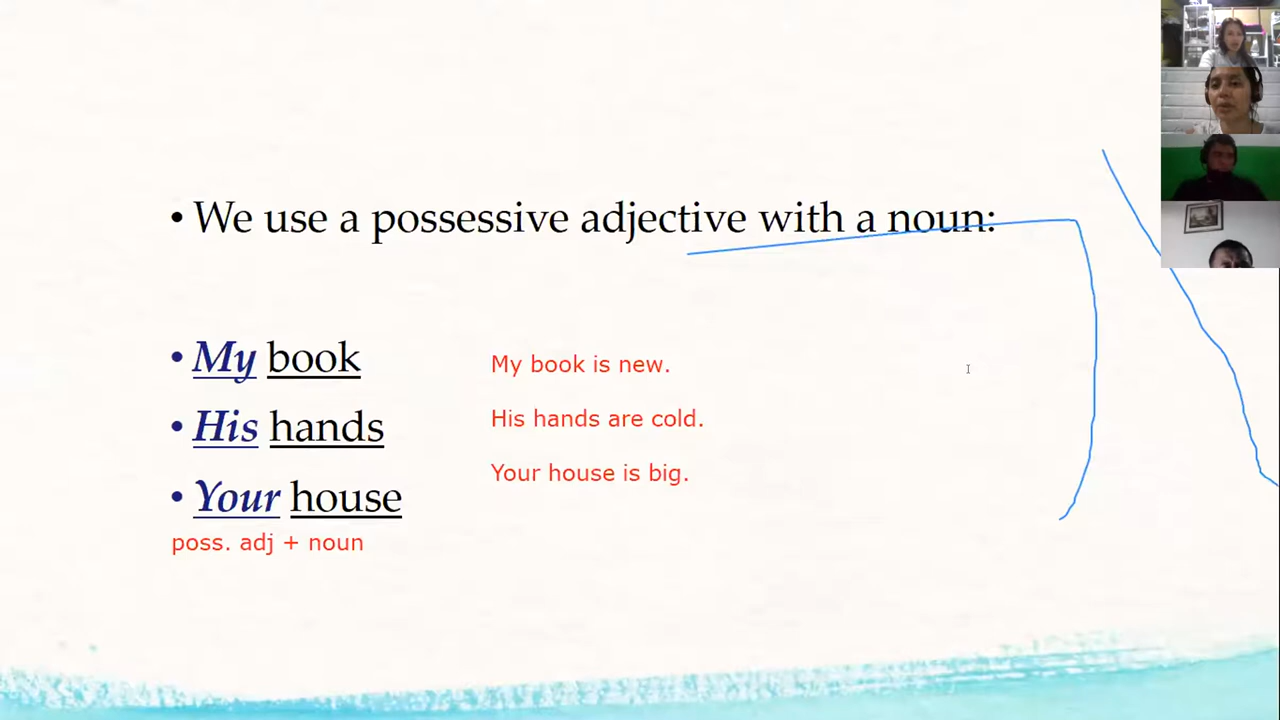 • We use a possessive adjective with a noun:
• My book
My book is new.
• His hands
His hands are cold.
• Your house
Your house is big.
poss. adj + noun